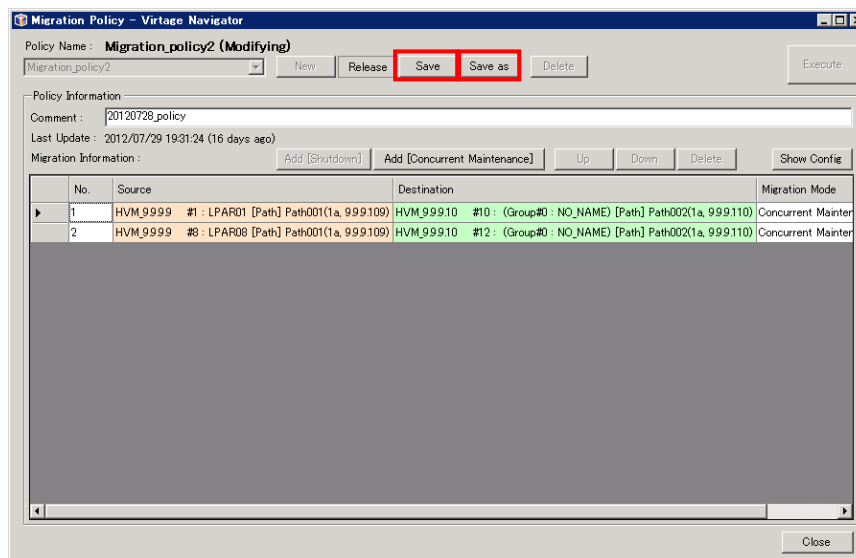 Migration Policy - Virtage Navigator
Policy Name : Migration_policy2 (Modifying)
Migration_policy2 New Release Save Save as Delete Execute
Policy Information
Comment : 20120728_policy
Last Update : 2012/07/29 19:31:24 (16 days ago)
Migration Information : Add [Shutdown] Add [Concurrent Maintenance] Up Down Delete Show Config
No. Source Destination Migration Mode
1 HVM_9.9.9.9 #1 : LPAR01 [Path] Path001(1a, 9.9.9.109) HVM_9.9.9.10 #10 : (Group#0 : NO_NAME) [Path] Path002(1a, 9.9.9.110) Concurrent Mainter
2 HVM_9.9.9.9 #8 : LPAR08 [Path] Path001(1a, 9.9.9.109) HVM_9.9.9.10 #12 : (Group#0 : NO_NAME) [Path] Path002(1a, 9.9.9.110) Concurrent Mainter
Close